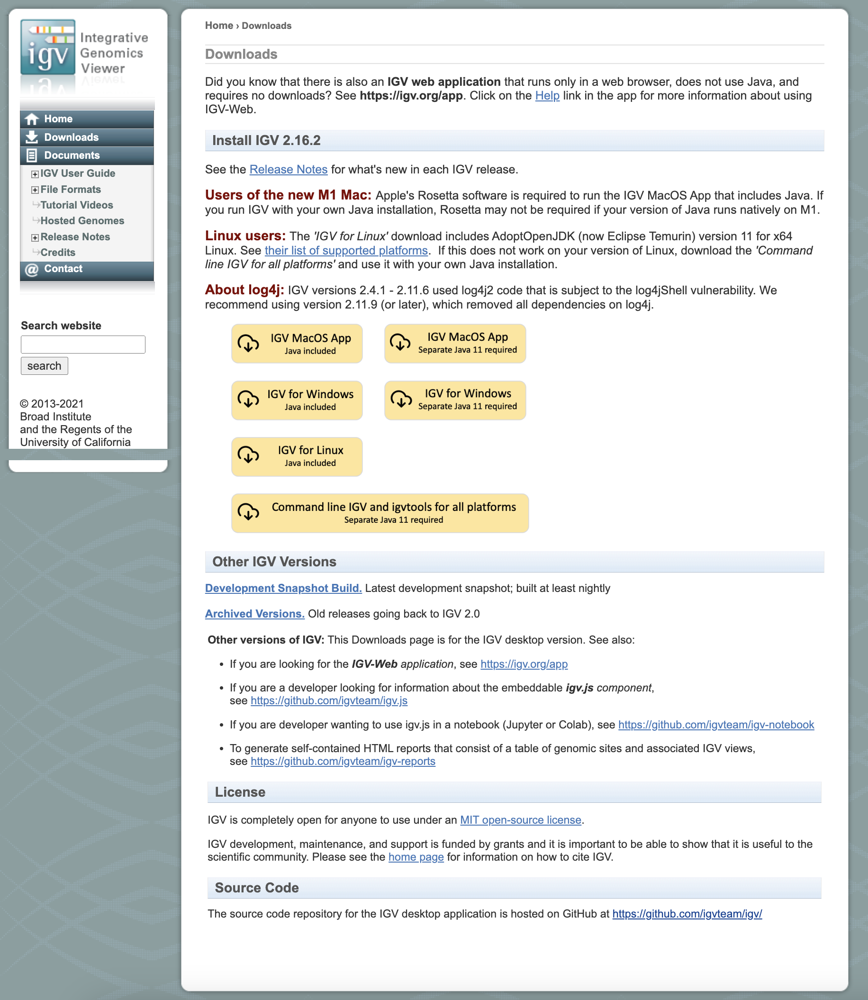 igv
Integrative
Genomics
Viewer
Home
Downloads
Documents
IGV User Guide
File Formats
Tutorial Videos
Hosted Genomes
Release Notes
Credits
@ Contact
Search website
search
© 2013-2021
Broad Institute
and the Regents of the
University of California
Home › Downloads
Downloads
Did you know that there is also an IGV web application that runs only in a web browser, does not use Java, and
requires no downloads? See https://igv.org/app. Click on the Help link in the app for more information about using
IGV-Web.
Install IGV 2.16.2
See the Release Notes for what's new in each IGV release.
Users of the new M1 Mac: Apple's Rosetta software is required to run the IGV MacOS App that includes Java. If
you run IGV with your own Java installation, Rosetta may not be required if your version of Java runs natively on M1.
Linux users: The 'IGV for Linux' download includes AdoptOpenJDK (now Eclipse Temurin) version 11 for x64
Linux. See their list of supported platforms.  If this does not work on your version of Linux, download the 'Command
line IGV for all platforms' and use it with your own Java installation.
About log4j: IGV versions 2.4.1 - 2.11.6 used log4j2 code that is subject to the log4jShell vulnerability. We
recommend using version 2.11.9 (or later), which removed all dependencies on log4j.
IGV MacOS App
Java included
IGV MacOS App
Separate Java 11 required
IGV for Windows
Java included
IGV for Windows
Separate Java 11 required
IGV for Linux
Java included
Command line IGV and igvtools for all platforms
Separate Java 11 required
Other IGV Versions
Development Snapshot Build. Latest development snapshot; built at least nightly
Archived Versions. Old releases going back to IGV 2.0
Other versions of IGV: This Downloads page is for the IGV desktop version. See also:
• If you are looking for the IGV-Web application, see https://igv.org/app
• If you are a developer looking for information about the embeddable igv.js component,
see https://github.com/igvteam/igv.js
• If you are developer wanting to use igv.js in a notebook (Jupyter or Colab), see https://github.com/igvteam/igv-notebook
• To generate self-contained HTML reports that consist of a table of genomic sites and associated IGV views,
see https://github.com/igvteam/igv-reports
License
IGV is completely open for anyone to use under an MIT open-source license.
IGV development, maintenance, and support is funded by grants and it is important to be able to show that it is useful to the
scientific community. Please see the home page for information on how to cite IGV.
Source Code
The source code repository for the IGV desktop application is hosted on GitHub at https://github.com/igvteam/igv/